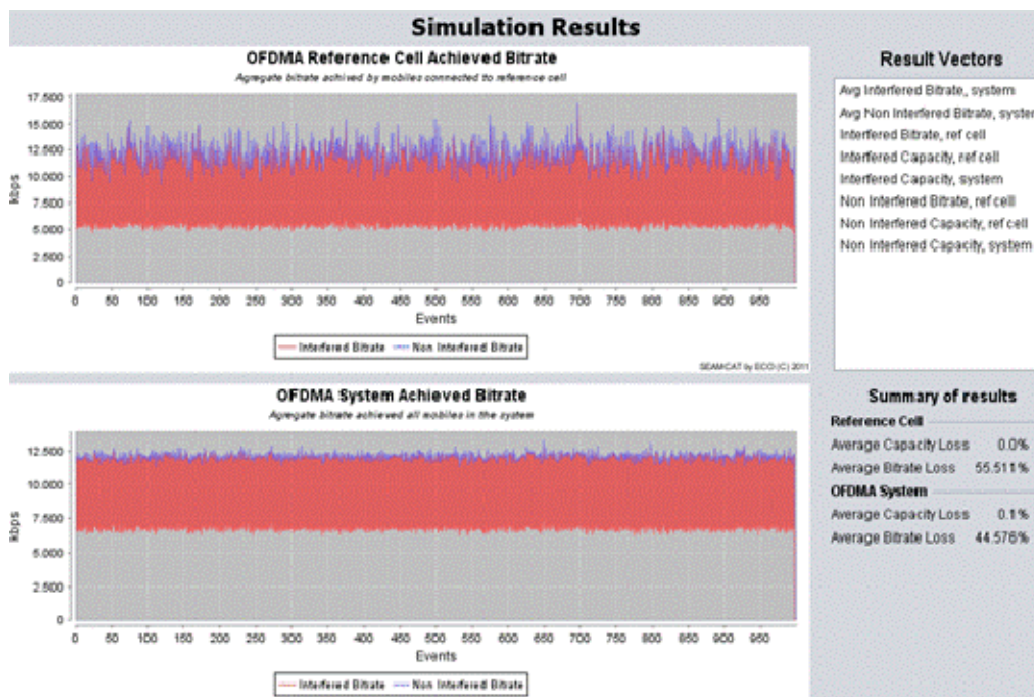 Simulation Results
OFDMA Reference Cell Achieved Bitrate
Agregate bitrate achived by mobiles connected to reference cell
17.500
15.000
12.500
10.000
7.500
5.000
2.500
0
kbps
0 50 100 150 200 250 300 350 400 450 500 550 600 650 700 750 800 850 900 950
Events
Interfered Bitrate Non Interfered Bitrate
SEAMCAT by ECO (C) 2011
OFDMA System Achieved Bitrate
Agregate bitrate achieved all mobiles in the system
12.500
10.000
7.500
5.000
2.500
0
kbps
0 50 100 150 200 250 300 350 400 450 500 550 600 650 700 750 800 850 900 950
Events
Interfered Bitrate Non Interfered Bitrate
Result Vectors
Avg Interfered Bitrate, system
Avg Non Interfered Bitrate, system
Interfered Bitrate, ref cell
Interfered Capacity, ref cell
Interfered Capacity, system
Non Interfered Bitrate, ref cell
Non Interfered Capacity, ref cell
Non Interfered Capacity, system
Summary of results
Reference Cell
Average Capacity Loss 0.0%
Average Bitrate Loss 55.511%
OFDMA System
Average Capacity Loss 0.1%
Average Bitrate Loss 44.576%